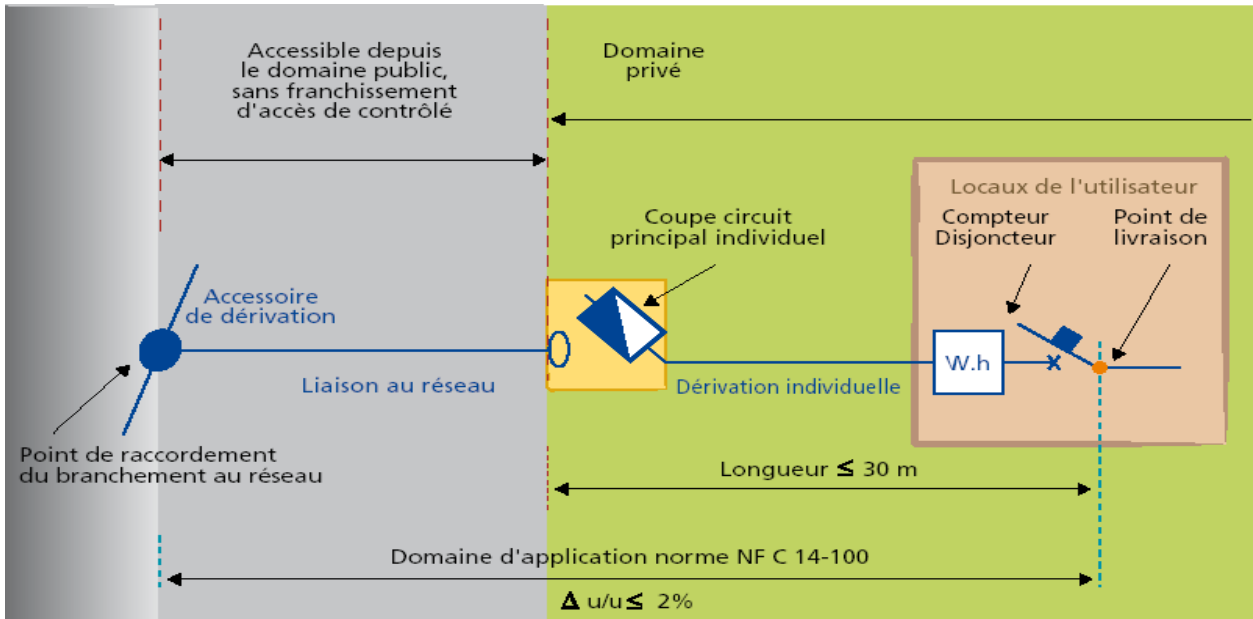 Accessible depuis
le domaine public,
sans franchissement
d'accès de contrôlé
Domaine
privé
Locaux de l'utilisateur
Compteur
Disjoncteur
Point de
livraison
Coupe circuit
principal individuel
Accessoire
de dérivation
Liaison au réseau
Dérivation individuelle
W.h
Point de raccordement
du branchement au réseau
Longueur ≤ 30 m
Domaine d'application norme NF C 14-100
Δ u/u ≤ 2%